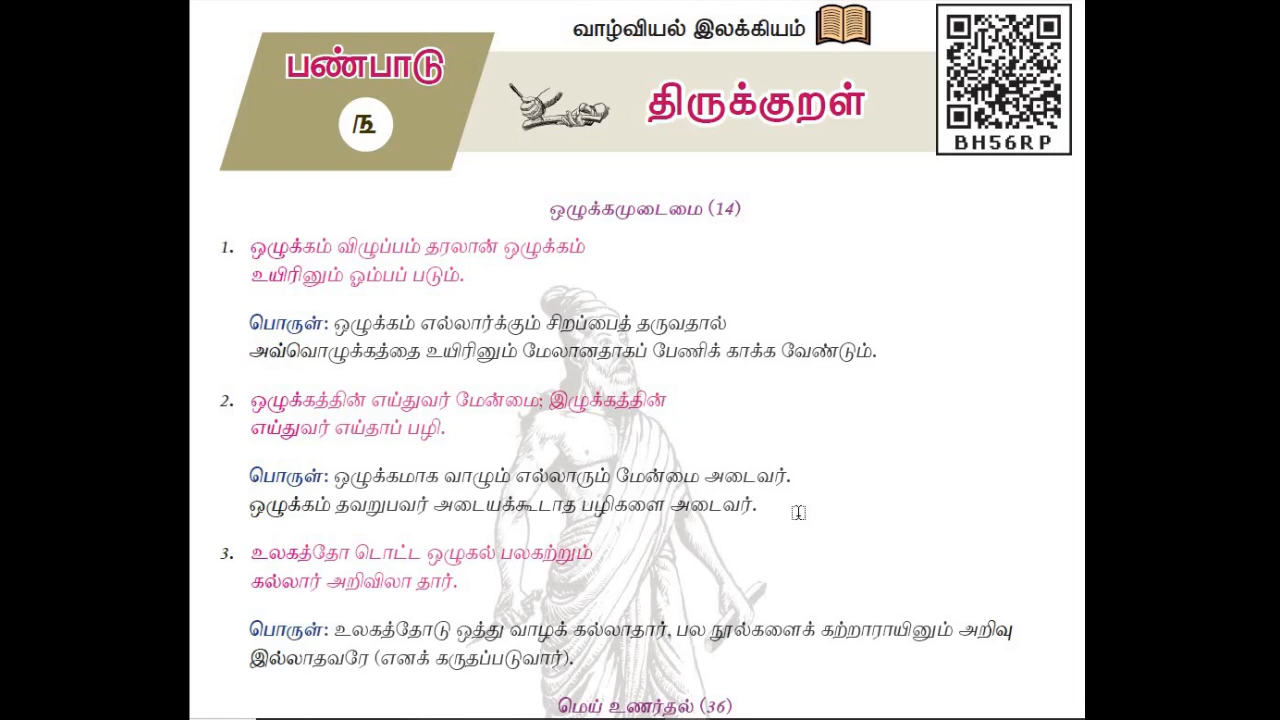 வாழ்வியல் இலக்கியம்
பண்பாடு
௫
திருக்குறள்
BH56RP
ஒழுக்கமுடைமை (14)
1. ஒழுக்கம் விழுப்பம் தரலான் ஒழுக்கம்
உயிரினும் ஓம்பப் படும்.
பொருள்: ஒழுக்கம் எல்லார்க்கும் சிறப்பைத் தருவதால்
அவ்வொழுக்கத்தை உயிரினும் மேலானதாகப் பேணிக் காக்க வேண்டும்.
2. ஒழுக்கத்தின் எய்துவர் மேன்மை; இழுக்கத்தின்
எய்துவர் எய்தாப் பழி.
பொருள்: ஒழுக்கமாக வாழும் எல்லாரும் மேன்மை அடைவர்.
ஒழுக்கம் தவறுபவர் அடையக்கூடாத பழிகளை அடைவர்.
3. உலகத்தோ டொட்ட ஒழுகல் பலகற்றும்
கல்லார் அறிவிலா தார்.
பொருள்: உலகத்தோடு ஒத்து வாழக் கல்லாதார், பல நூல்களைக் கற்றாராயினும் அறிவு
இல்லாதவரே (எனக் கருதப்படுவார்).
மெய் உணர்தல் (36)